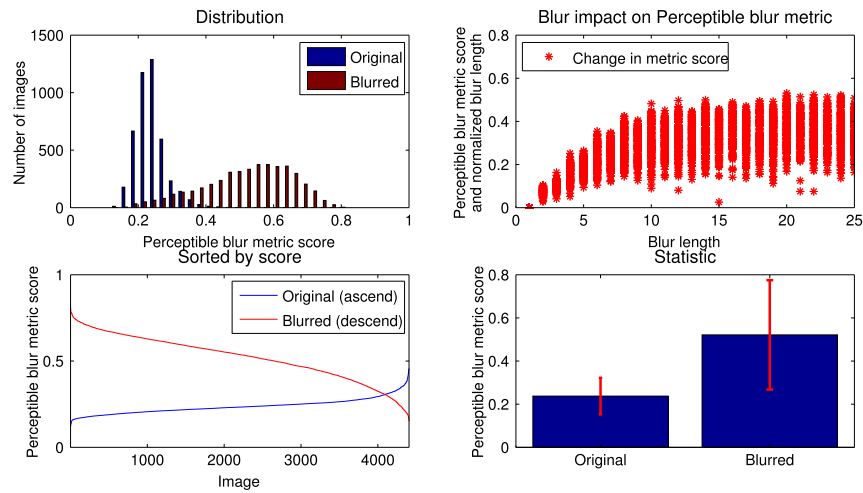 Distribution
Number of images
1500
1000
500
0
Original
Blurred
0
0.2
0.4
0.6
0.8
1
Perceptible blur metric score
Blur impact on Perceptible blur metric
Perceptible blur metric score
and normalized blur length
0.8
0.6
0.4
0.2
0
Change in metric score
0
5
10
15
20
25
Blur length
Sorted by score
Perceptible blur metric score
1
0.5
0
Original (ascend)
Blurred (descend)
1000
2000
3000
4000
Image
Statistic
Perceptible blur metric score
0.8
0.6
0.4
0.2
0
Original
Blurred